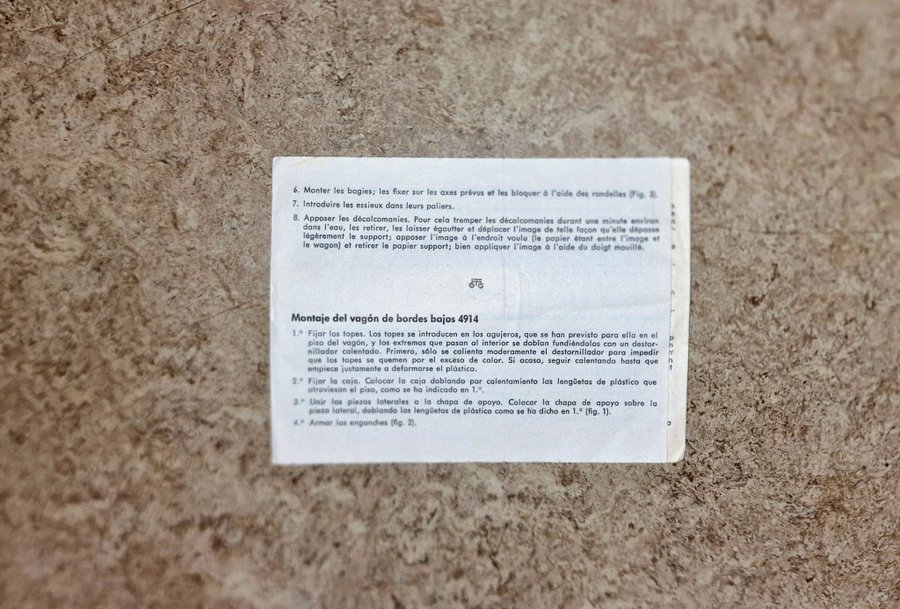 6. Monter les bogies; les fixer sur les axes prévus et les bloquer à l'aide des rondelles (Fig. 3).
7. Introduire les essieux dans leurs paliers.
8. Apposer les décalcomanies. Pour cela tremper les décalcomanies durant une minute environ
dans l'eau, les retirer, les laisser égoutter et déplacer l'image de telle façon qu'elle dépasse
légèrement le support; apposer l'image à l'endroit voulu (le papier étant entre l'image et
le wagon) et retirer le papier support; bien appliquer l'image à l'aide du doigt mouillé.
Montaje del vagón de bordes bajos 4914
1.º Fijar los topes. Los topes se introducen en los agujeros, que se han previsto para ello en el
piso del vagón, y los extremos que pasan al interior se doblan fundiéndolos con un destor-
nillador calentado. Primero, sólo se calienta moderamente el destornillador para impedir
que los topes se quemen por el exceso de calor. Si acaso, seguir calentando hasta que
empiece justamente a deformarse el plástico.
2.º Fijar la caja. Colocar la caja doblando por calentamiento las lengüetas de plástico que
atraviesan el piso, como se ha indicado en 1.º.
3.º Unir las piezas laterales a la chapa de apoyo. Colocar la chapa de apoyo sobre la
pieza lateral, doblando las lengüetas de plástico como se ha dicho en 1.º (fig. 1).
4.º Armar los enganches (fig. 2).